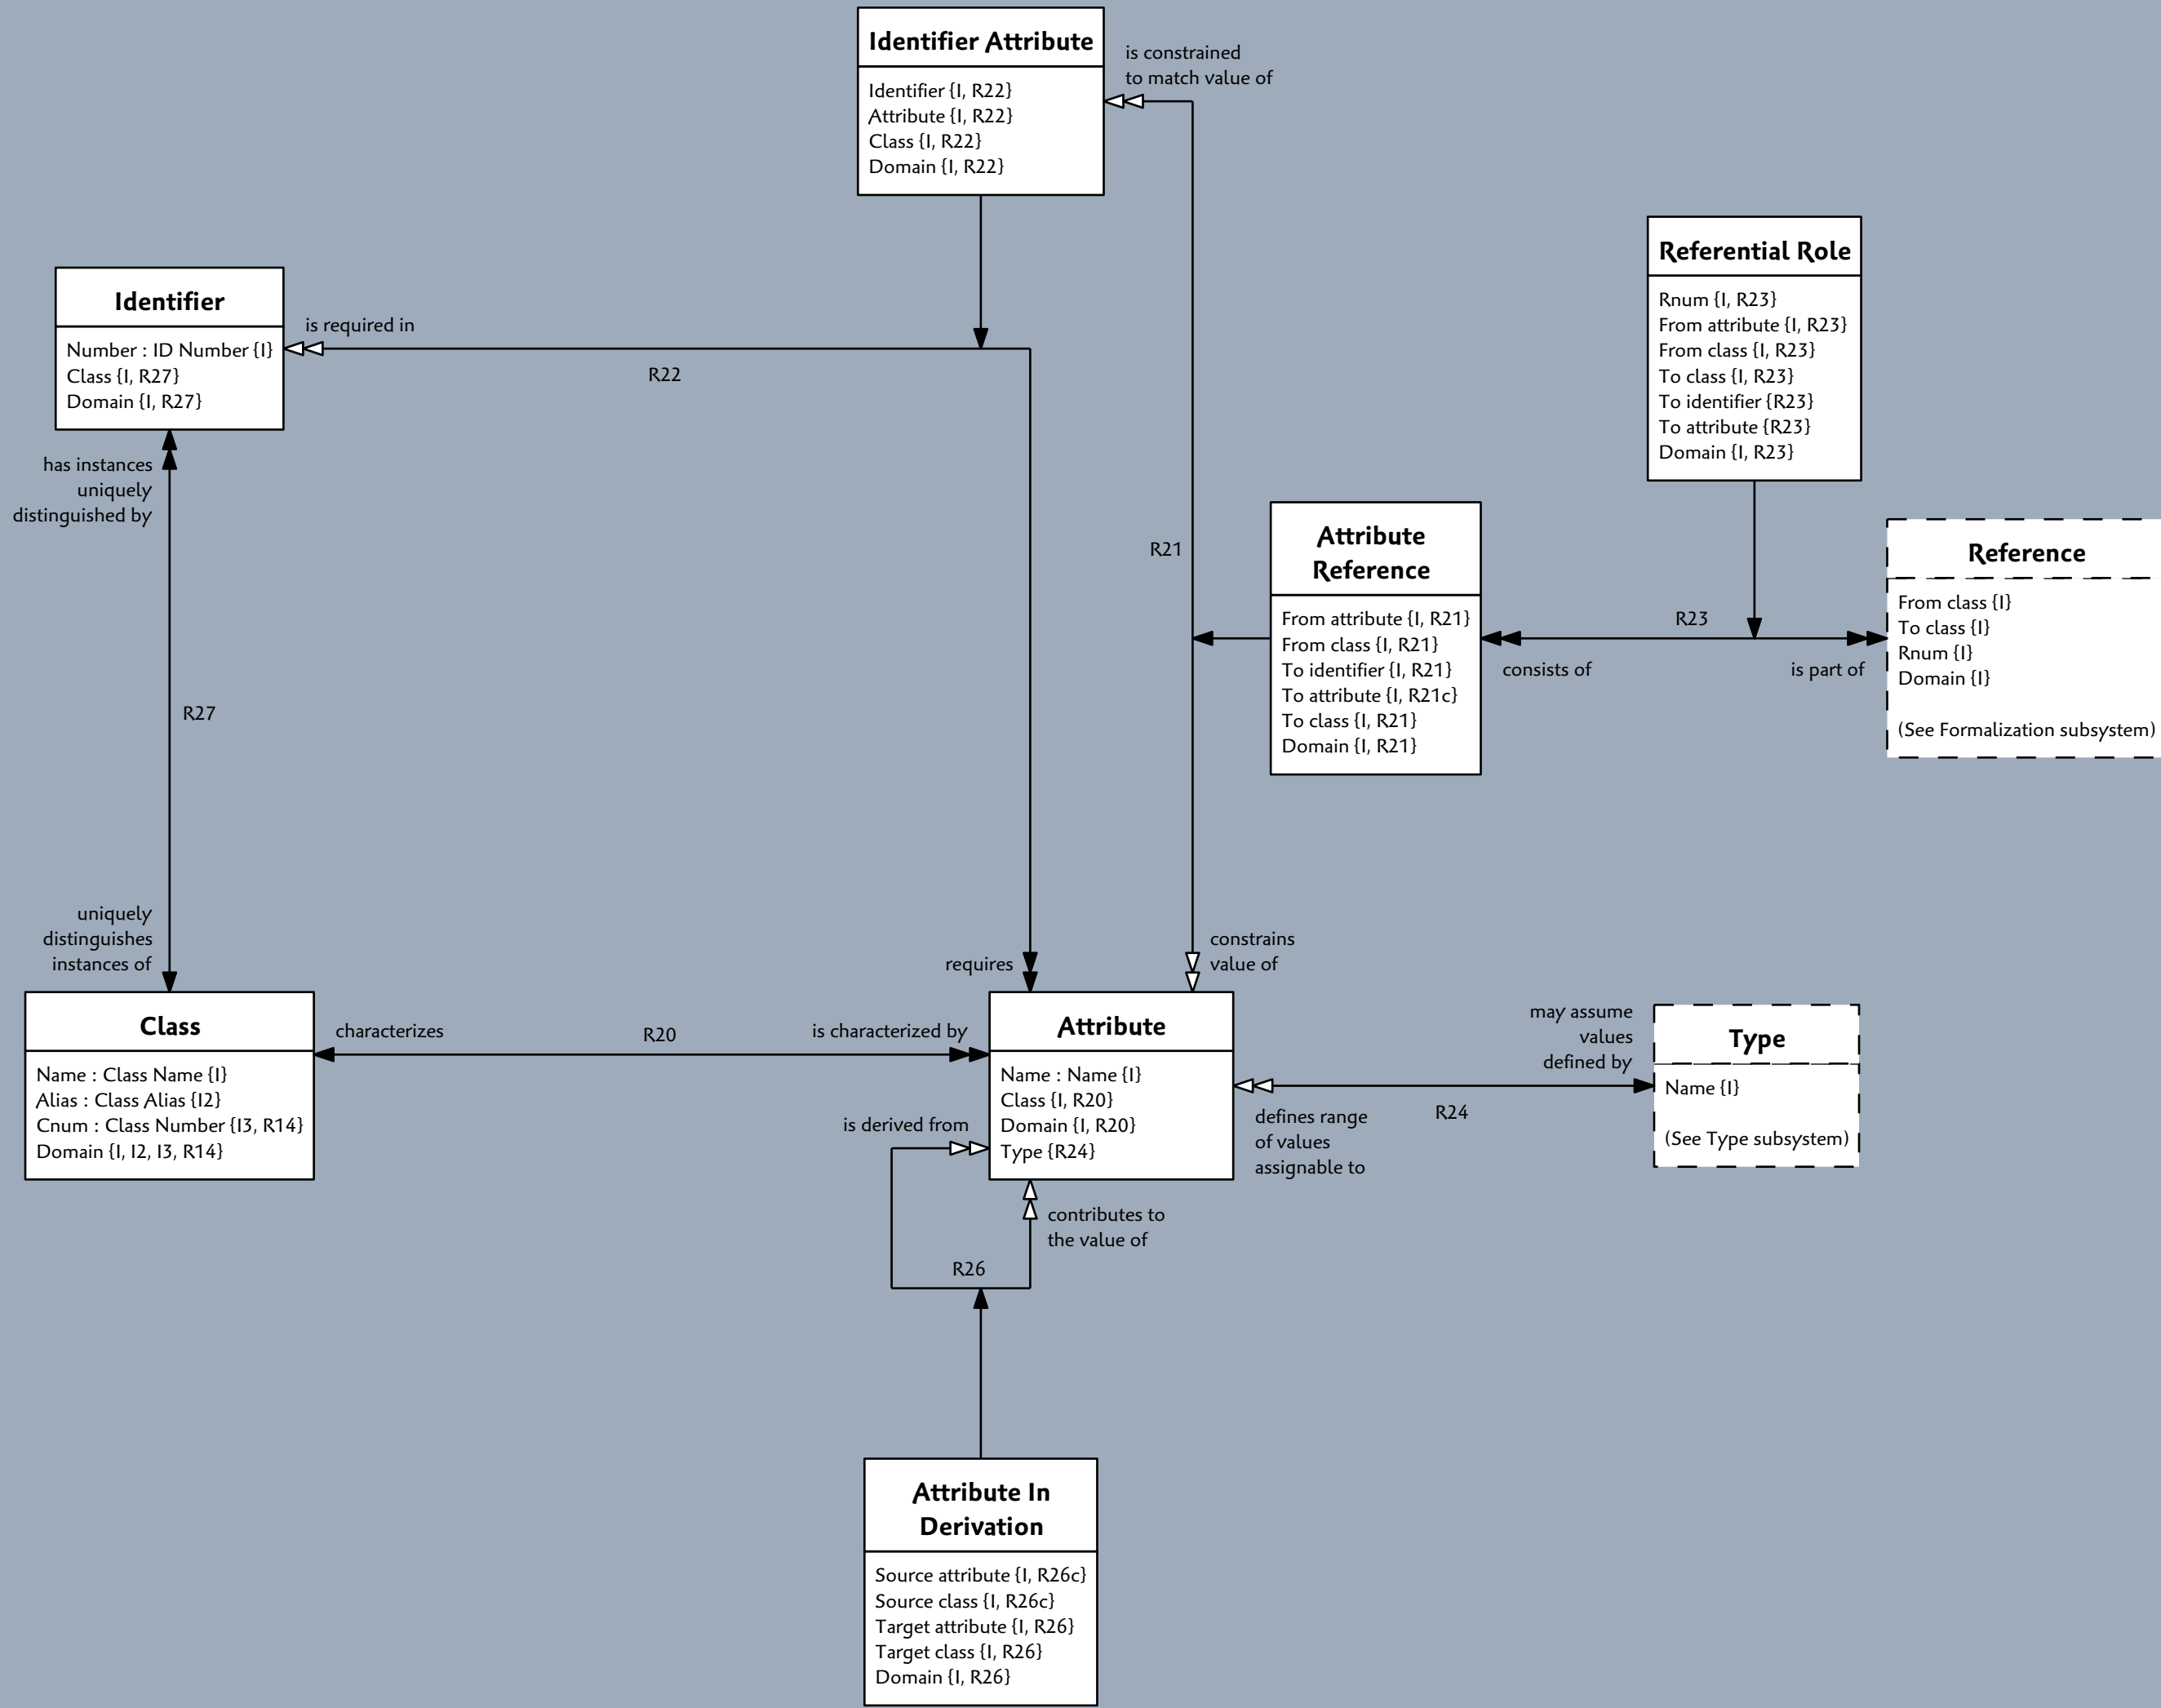 Identifier Attribute
Identifier {I, R22}
Attribute {I, R22}
Class {I, R22}
Domain {I, R22}
is constrained
to match value of
Referential Role
Rnum {I, R23}
From attribute {I, R23}
From class {I, R23}
To class {I, R23}
To identifier {R23}
To attribute {R23}
Domain {I, R23}
Identifier
Number : ID Number {I}
Class {I, R27}
Domain {I, R27}
is required in
R22
has instances
uniquely
distinguished by
R21
Attribute
Reference
From attribute {I, R21}
From class {I, R21}
To identifier {I, R21}
To attribute {I, R21c}
To class {I, R21}
Domain {I, R21}
R23
consists of
is part of
Reference
From class {I}
To class {I}
Rnum {I}
Domain {I}
(See Formalization subsystem)
R27
uniquely
distinguishes
instances of
requires
constrains
value of
Class
Name : Class Name {I}
Alias : Class Alias {I2}
Cnum : Class Number {I3, R14}
Domain {I, I2, I3, R14}
characterizes
R20
is characterized by
Attribute
Name : Name {I}
Class {I, R20}
Domain {I, R20}
Type {R24}
may assume
values
defined by
R24
defines range
of values
assignable to
Type
Name {I}
(See Type subsystem)
is derived from
contributes to
the value of
R26
Attribute In
Derivation
Source attribute {I, R26c}
Source class {I, R26c}
Target attribute {I, R26}
Target class {I, R26}
Domain {I, R26}